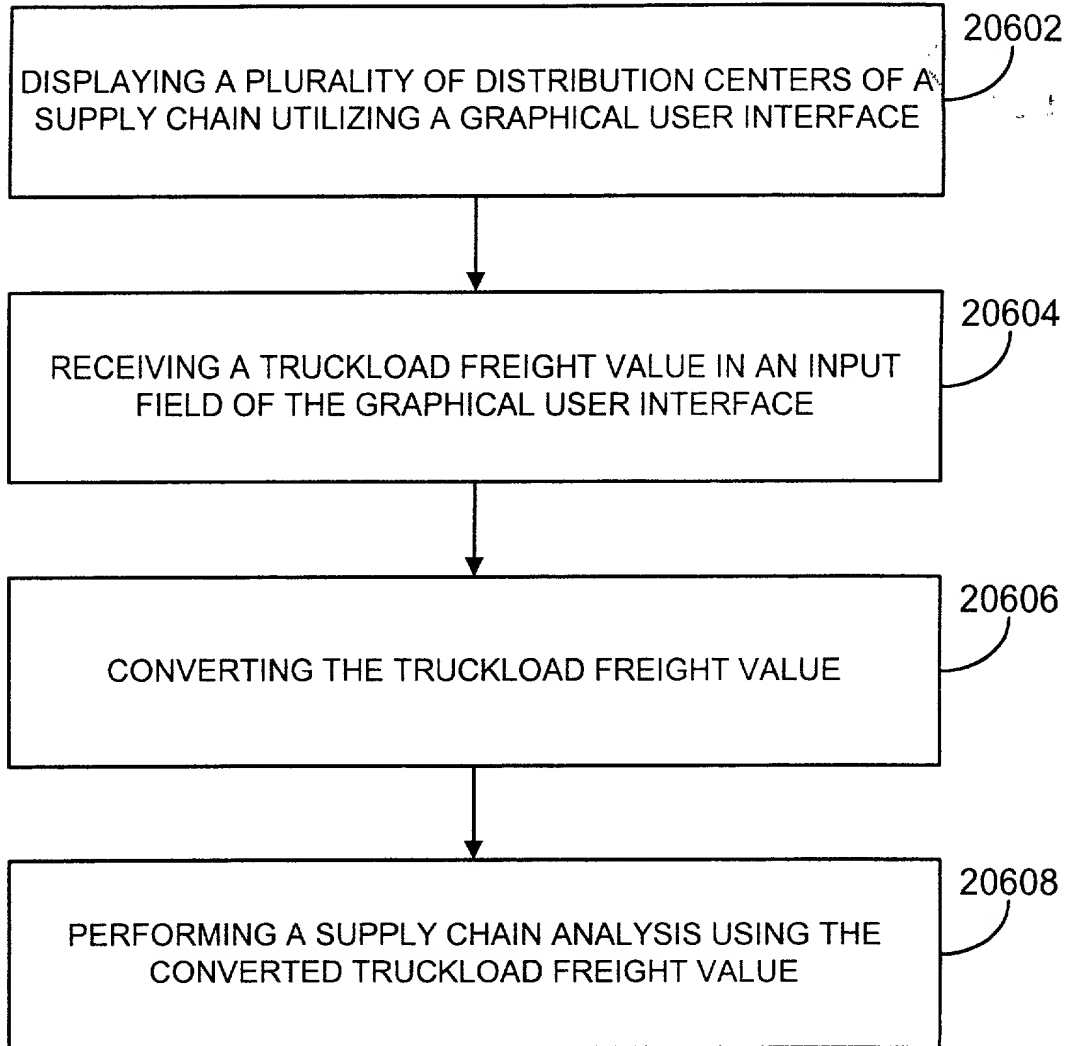 20602
DISPLAYING A PLURALITY OF DISTRIBUTION CENTERS OF A
SUPPLY CHAIN UTILIZING A GRAPHICAL USER INTERFACE
20604
RECEIVING A TRUCKLOAD FREIGHT VALUE IN AN INPUT
FIELD OF THE GRAPHICAL USER INTERFACE
20606
CONVERTING THE TRUCKLOAD FREIGHT VALUE
20608
PERFORMING A SUPPLY CHAIN ANALYSIS USING THE
CONVERTED TRUCKLOAD FREIGHT VALUE